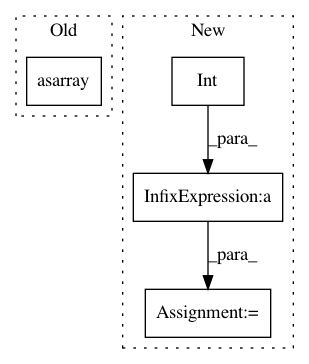 Old
New
asarray
Int
_para_
InfixExpression:a
_para_
Assignment:=